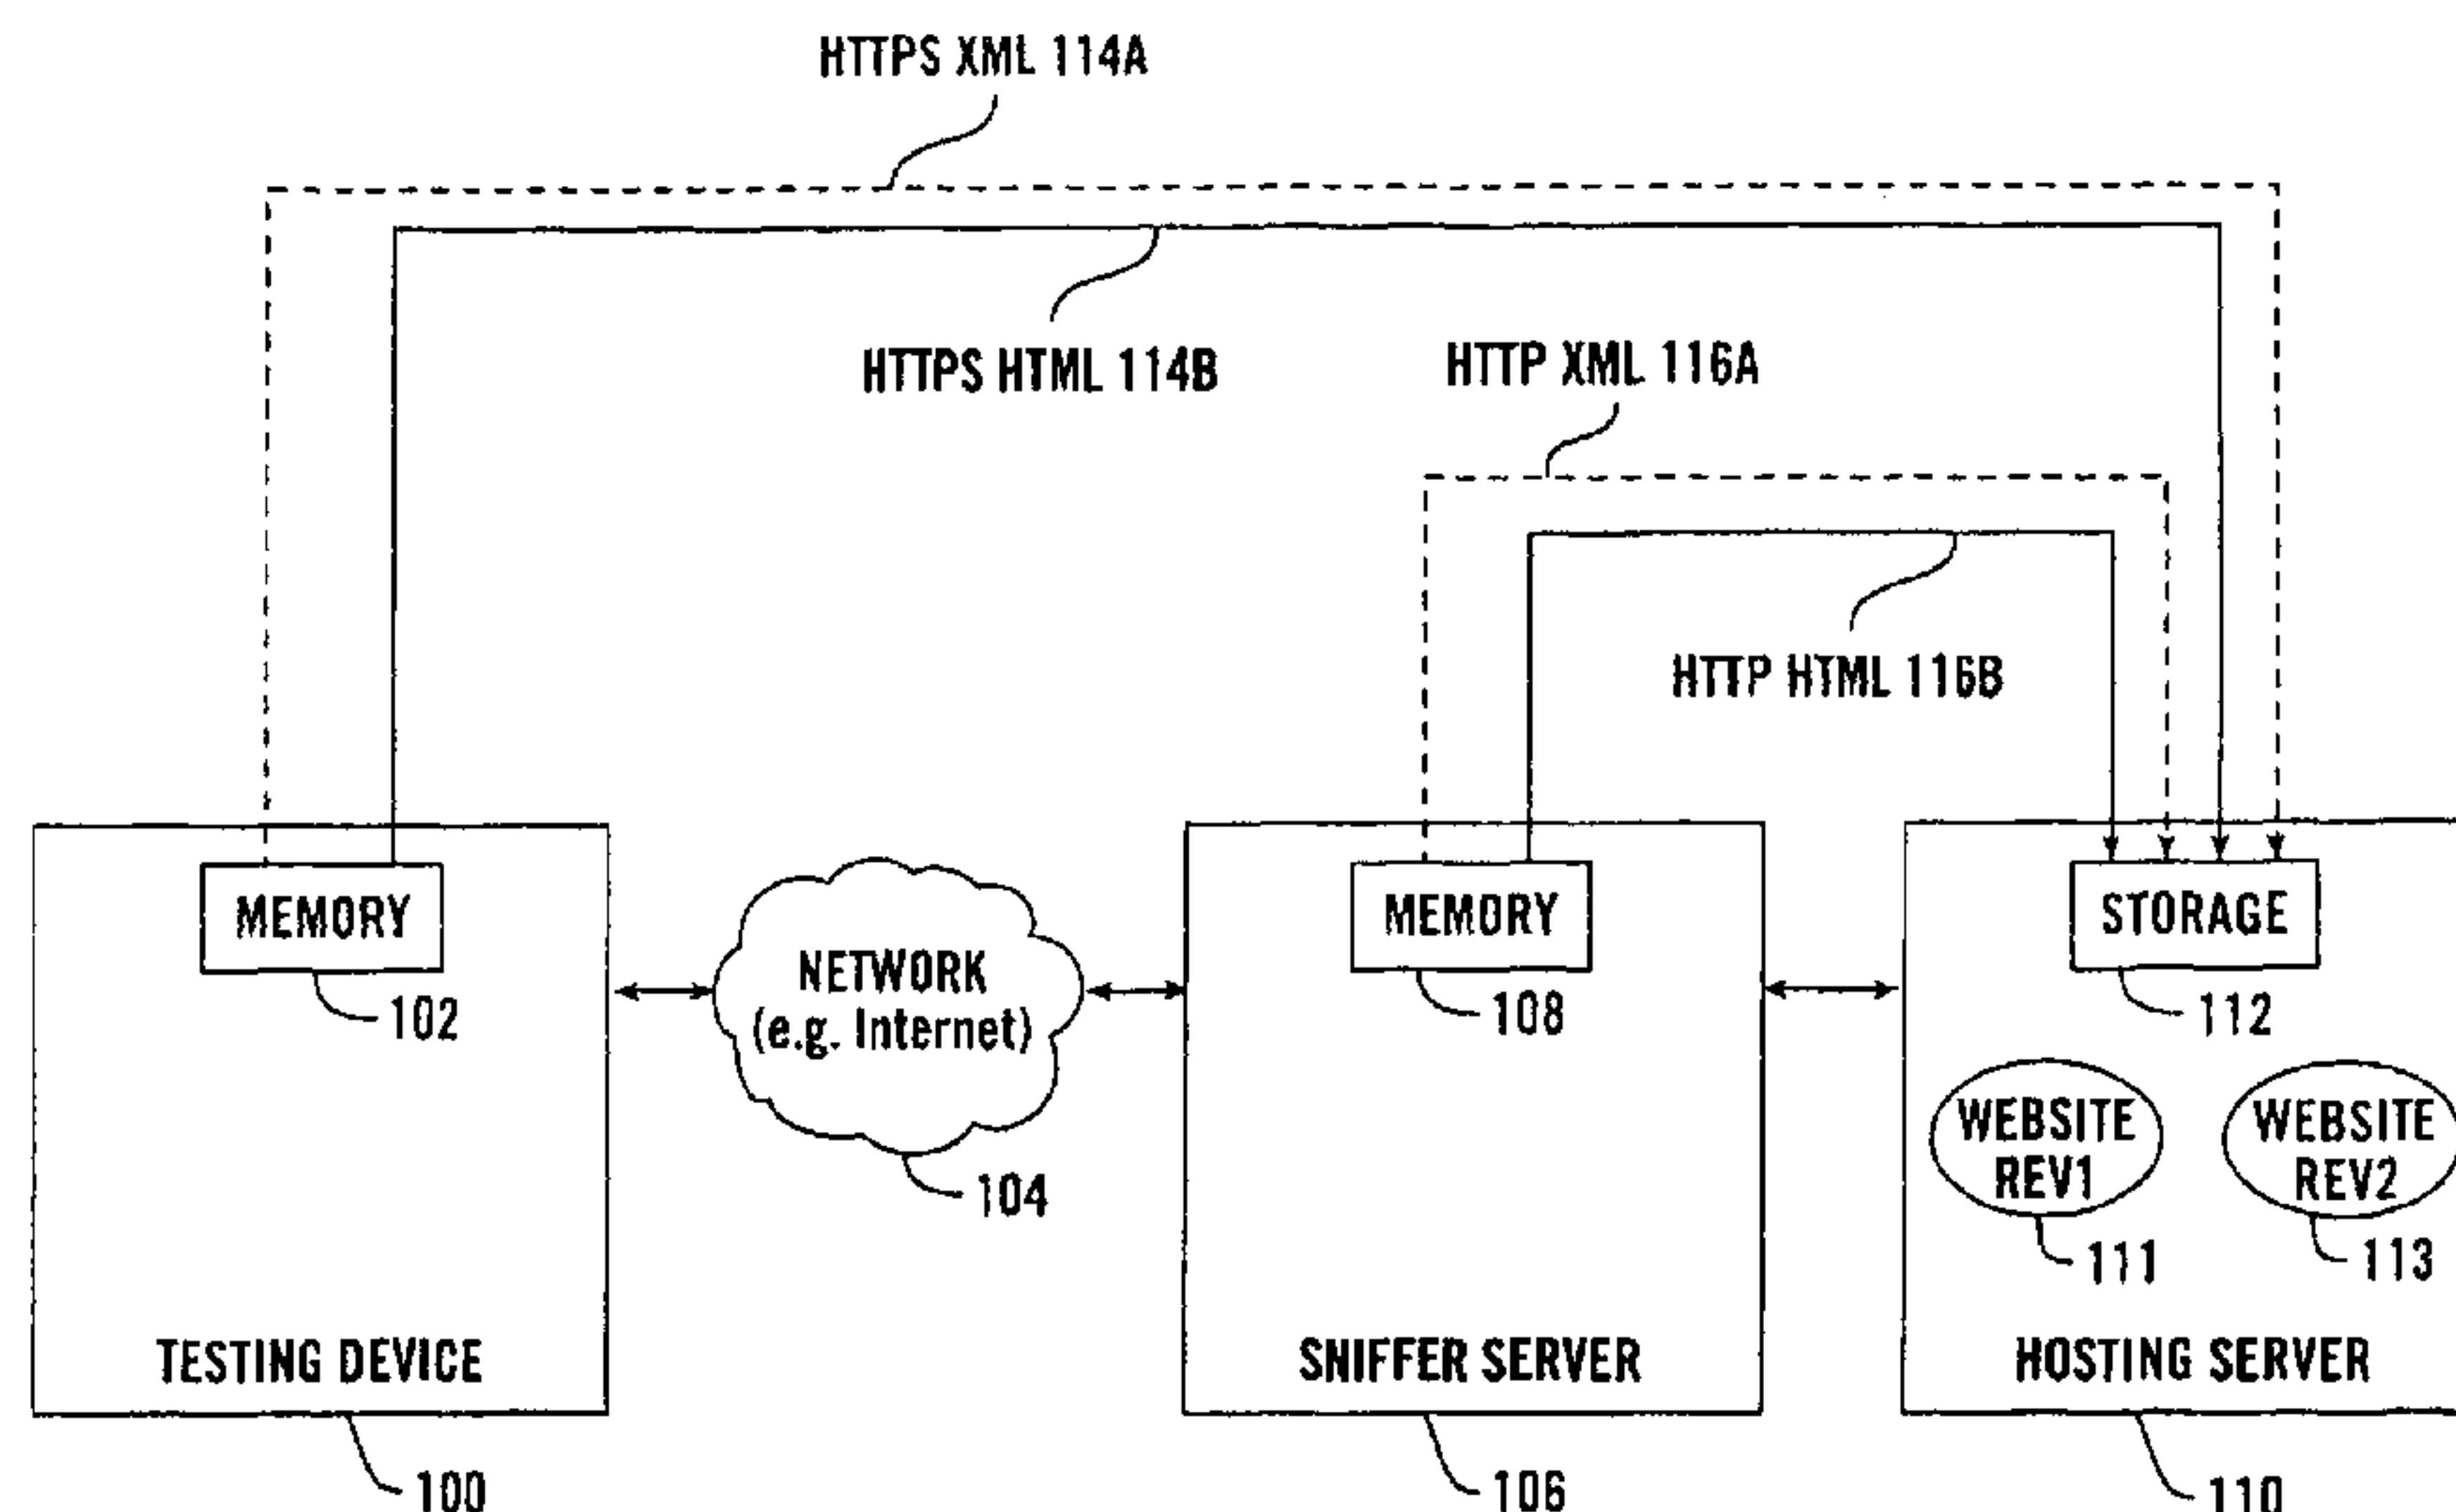 HTTPS XML 114A
HTTPS HTML 114B
HTTP XML 116A
HTTP HTML 116B
MEMORY
102
NETWORK
(e.g. Internet)
104
MEMORY
108
STORAGE
112
WEBSITE
REV1
111
WEBSITE
REV2
113
TESTING DEVICE
100
SNIFFER SERVER
106
HOSTING SERVER
110